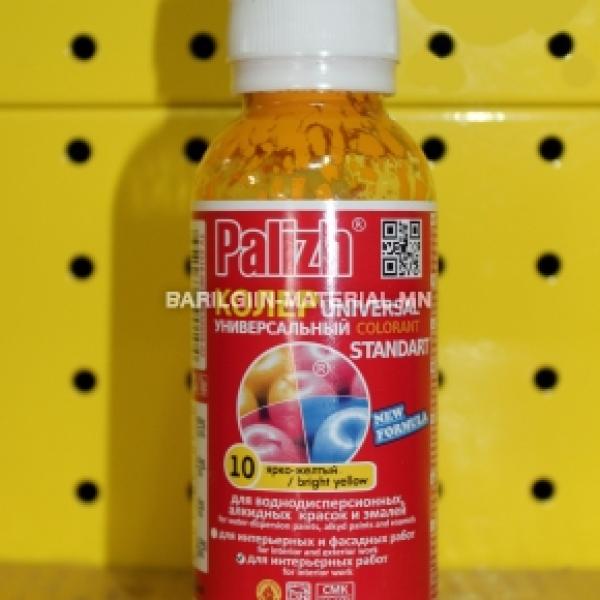 Palizh®
КОЛЕР UNIVERSAL
УНИВЕРСАЛЬНЫЙ COLORANT
STANDART
BARILGIIN-MATERIAL.MN
®
NEW
FORMULA
10 ярко-желтый
/ bright yellow
для воднодисперсионных,
алкидных красок и эмалей
for water-dispersion paints, alkyd paints and enamels
для интерьерных и фасадных работ
for interior and exterior work
для интерьерных работ
for interior work
СМК